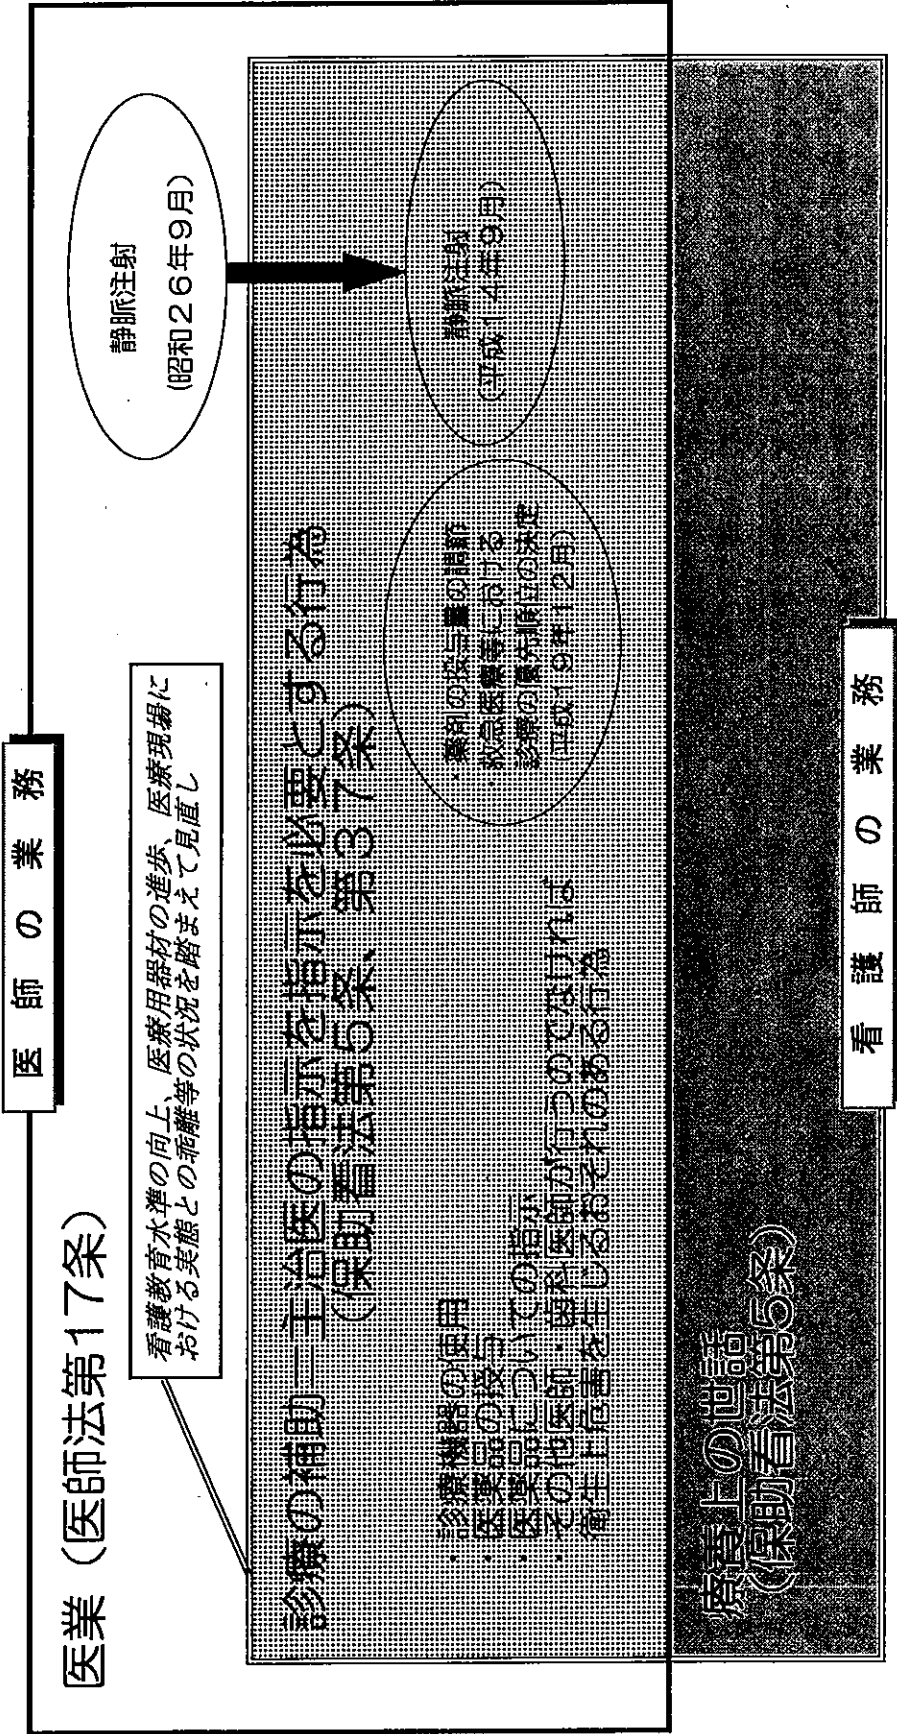 医師の業務
医業（医師法第17条）
看護教育水準の向上、医療用器材の進歩、医療現場に
おける実態との乖離等の状況を踏まえて見直し
静脈注射
(昭和26年9月)
診療の補助＝主治医の指示を指示を必要とする行為
（保助看法第5条、第37条）
・診療機器の使用
・医薬品の授与
・医薬品についての指示
・その他医師・歯科医師が行うのでなければ
衛生上危害を生じるおそれのある行為
・薬剤の投与量の調節
・救急医療等における
診療の優先順位の決定
(平成19年12月)
静脈注射
(平成14年9月)
療養上の世話
（保助看法第5条）
看護師の業務